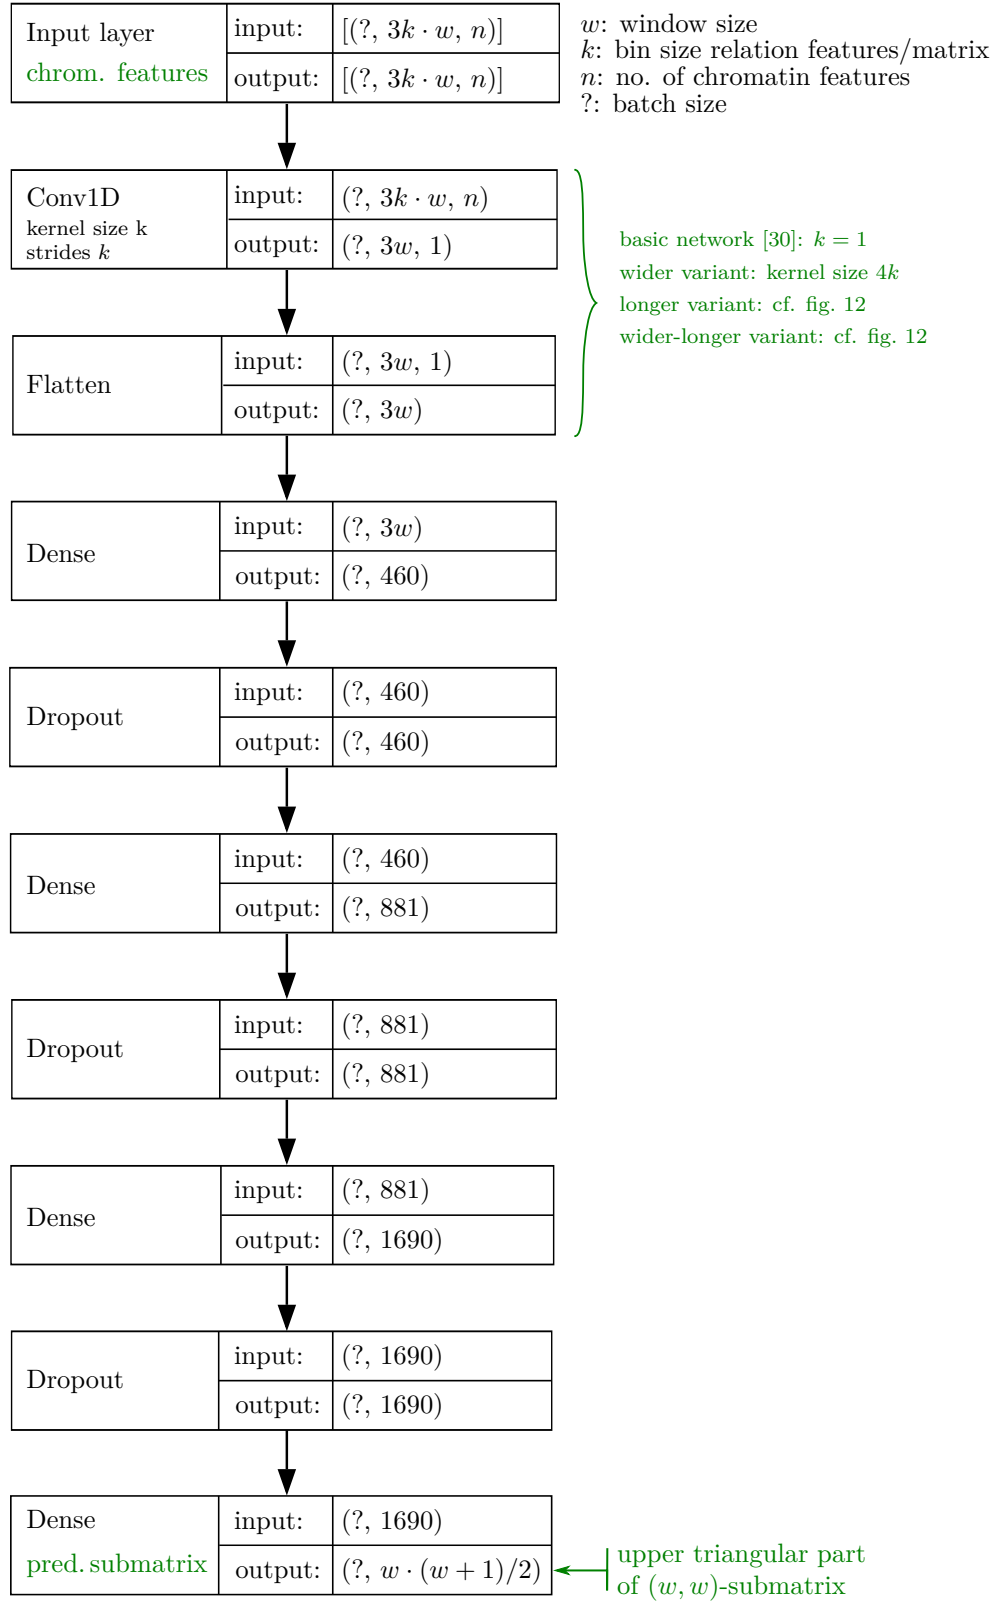 Input layer
chrom. features
input:
[(?, 3k · w, n)]
output:
[(?, 3k · w, n)]
w: window size
k: bin size relation features/matrix
n: no. of chromatin features
?: batch size
Conv1D
kernel size k
strides k
input:
(?, 3k · w, n)
output:
(?, 3w, 1)
basic network [30]: k = 1
wider variant: kernel size 4k
longer variant: cf. fig. 12
wider-longer variant: cf. fig. 12
Flatten
input:
(?, 3w, 1)
output:
(?, 3w)
Dense
input:
(?, 3w)
output:
(?, 460)
Dropout
input:
(?, 460)
output:
(?, 460)
Dense
input:
(?, 460)
output:
(?, 881)
Dropout
input:
(?, 881)
output:
(?, 881)
Dense
input:
(?, 881)
output:
(?, 1690)
Dropout
input:
(?, 1690)
output:
(?, 1690)
Dense
pred. submatrix
input:
(?, 1690)
output:
(?, w · (w + 1)/2)
upper triangular part
of (w, w)-submatrix